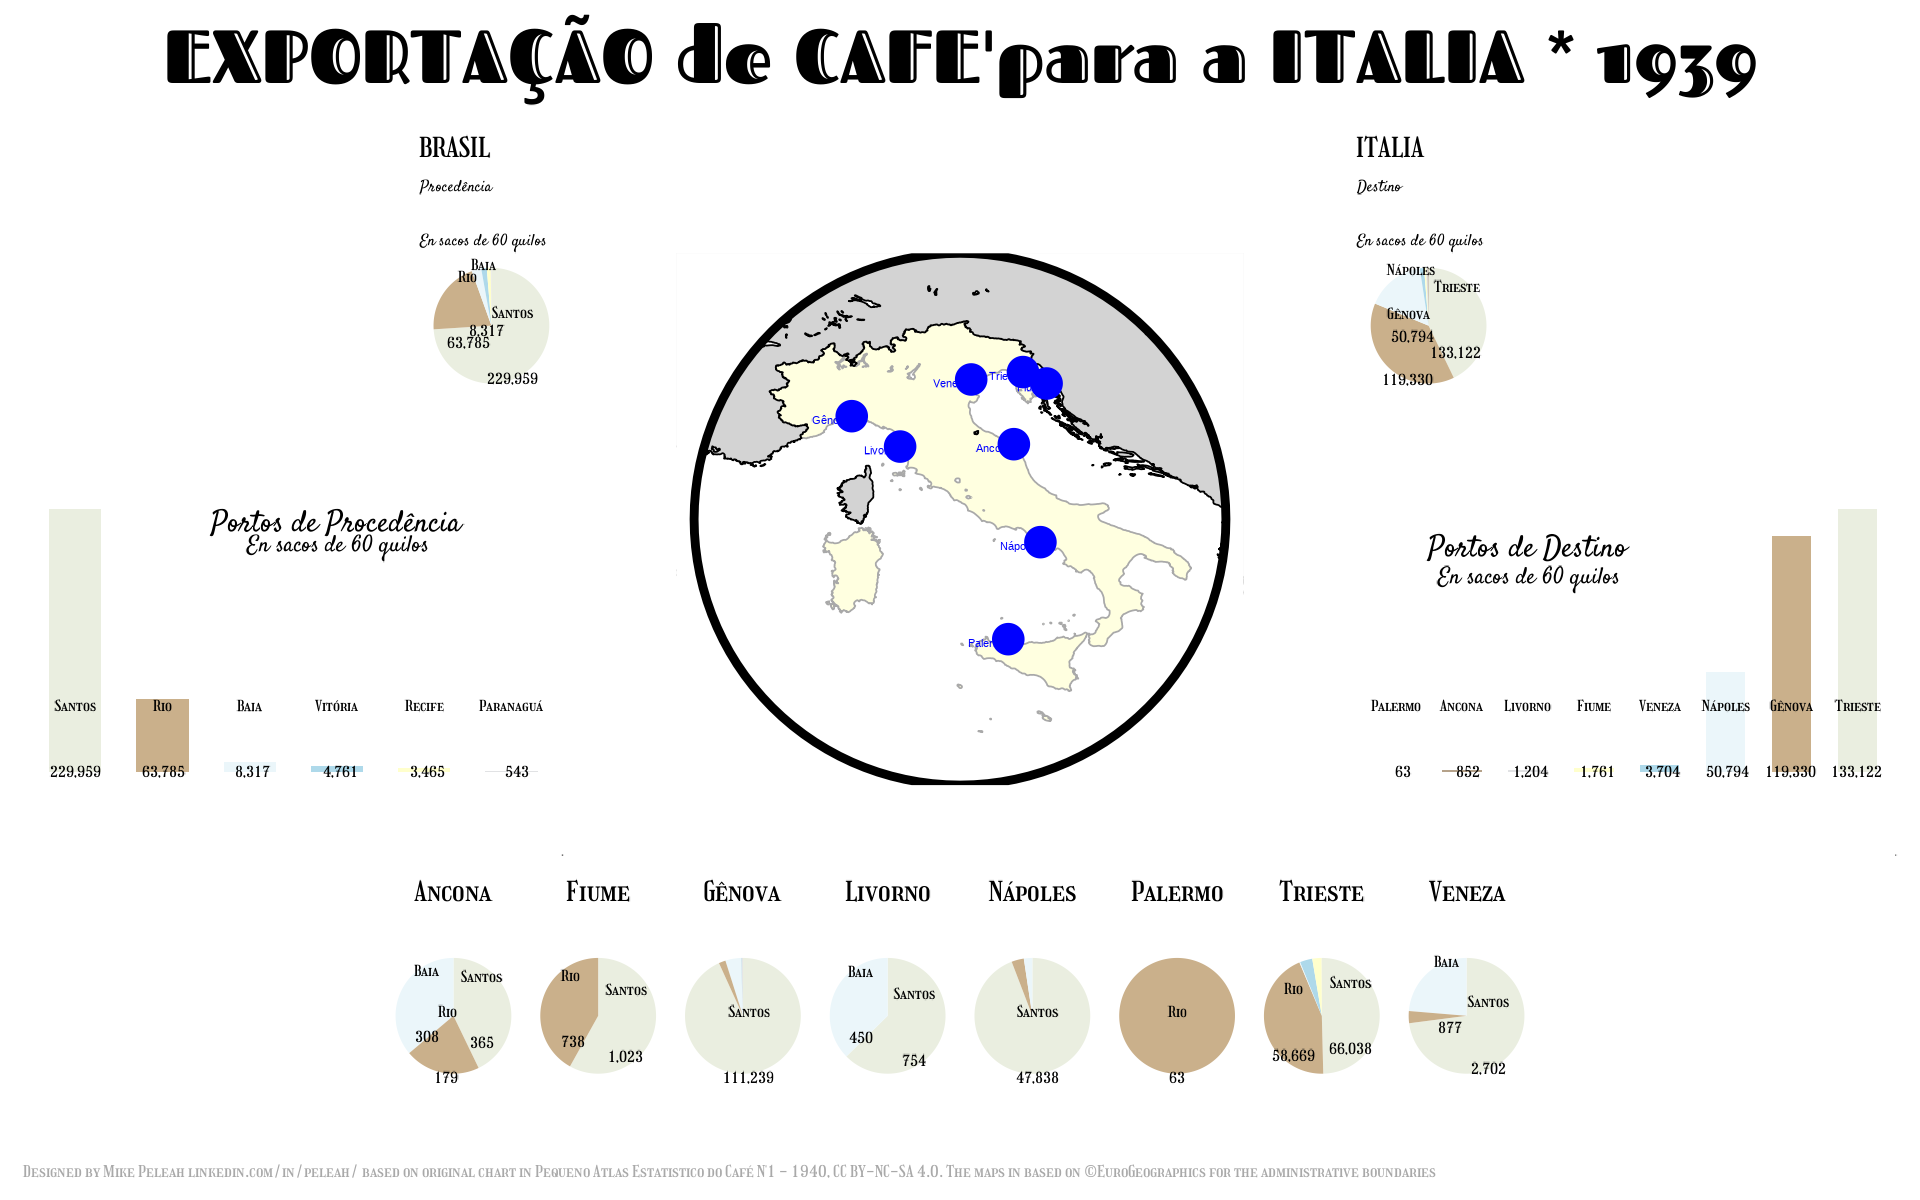 EXPORTAÇÃO de CAFE'para a ITALIA * 1939
BRASIL
Procedência
En sacos de 60 quilos
Baia
Rio
Santos
8,317
63,785
229,959
ITALIA
Destino
En sacos de 60 quilos
Nápoles
Trieste
Gênova
50,794
133,122
119,330
Vene
Trie
Gên
Livo
Anco
Nápo
Paler
Portos de Procedência
En sacos de 60 quilos
Santos Rio Baia Vitória Recife Paranaguá
229,959 63,785 8,317 4,761 3,465 543
Portos de Destino
En sacos de 60 quilos
Palermo Ancona Livorno Fiume Veneza Nápoles Gênova Trieste
63 852 1,204 1,761 3,704 50,794 119,330 133,122
Ancona Fiume Gênova Livorno Nápoles Palermo Trieste Veneza
Baia Santos Rio 308 365 179
Rio Santos 738 1,023
Santos 111,239
Baia Santos 450 754
Santos 47,838
Rio 63
Rio Santos 58,669 66,038
Baia Santos 877 2,702
Designed by Mike Peleah linkedin.com/in/peleah/ based on original chart in Pequeno Atlas Estatistico do Café N°1 - 1940, CC BY-NC-SA 4.0. The maps in based on ©EuroGeographics for the administrative boundaries